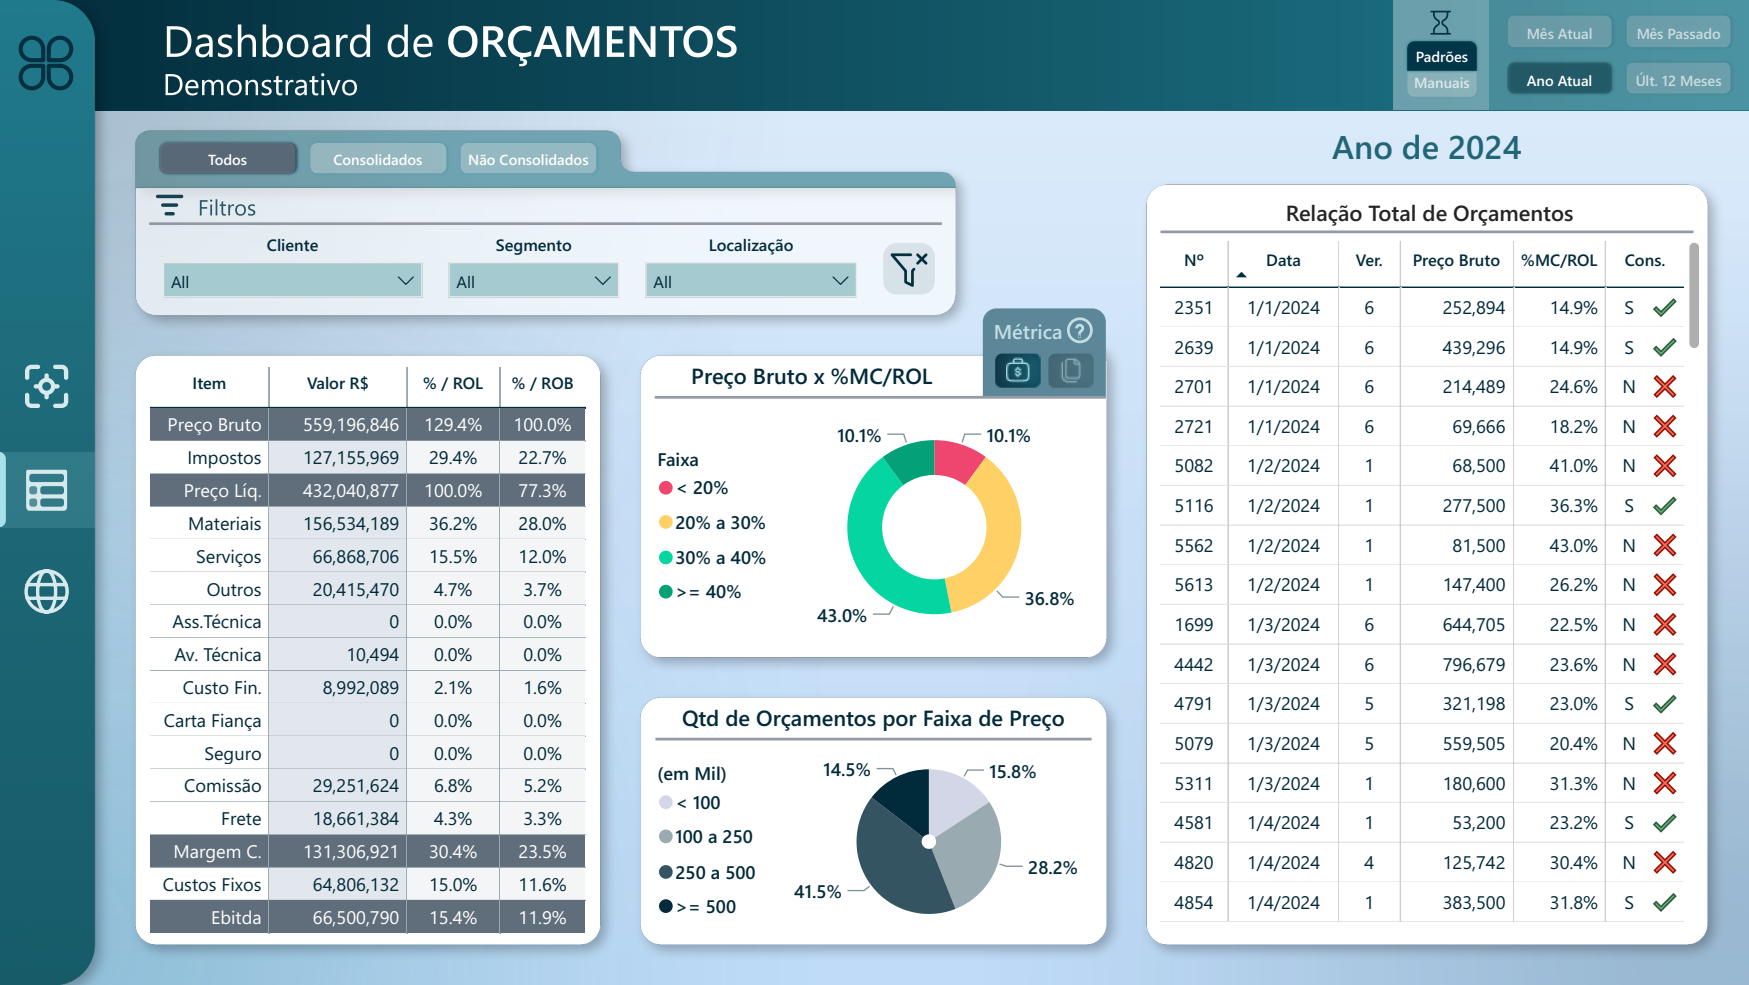 Dashboard de ORÇAMENTOS
Demonstrativo
Padrões
Manuais
Mês Atual
Mês Passado
Ano Atual
Últ. 12 Meses
Todos
Consolidados
Não Consolidados
Filtros
Cliente
Segmento
Localização
All
All
All
Item Valor R$ % / ROL % / ROB
Preço Bruto 559,196,846 129.4% 100.0%
Impostos 127,155,969 29.4% 22.7%
Preço Líq. 432,040,877 100.0% 77.3%
Materiais 156,534,189 36.2% 28.0%
Serviços 66,868,706 15.5% 12.0%
Outros 20,415,470 4.7% 3.7%
Ass.Técnica 0 0.0% 0.0%
Av. Técnica 10,494 0.0% 0.0%
Custo Fin. 8,992,089 2.1% 1.6%
Carta Fiança 0 0.0% 0.0%
Seguro 0 0.0% 0.0%
Comissão 29,251,624 6.8% 5.2%
Frete 18,661,384 4.3% 3.3%
Margem C. 131,306,921 30.4% 23.5%
Custos Fixos 64,806,132 15.0% 11.6%
Ebitda 66,500,790 15.4% 11.9%
Métrica ?
Preço Bruto x %MC/ROL
Faixa
< 20%
20% a 30%
30% a 40%
>= 40%
10.1%
10.1%
36.8%
43.0%
Qtd de Orçamentos por Faixa de Preço
(em Mil)
< 100
100 a 250
250 a 500
>= 500
14.5%
15.8%
28.2%
41.5%
Ano de 2024
Relação Total de Orçamentos
Nº Data Ver. Preço Bruto %MC/ROL Cons.
2351 1/1/2024 6 252,894 14.9% S
2639 1/1/2024 6 439,296 14.9% S
2701 1/1/2024 6 214,489 24.6% N
2721 1/1/2024 6 69,666 18.2% N
5082 1/2/2024 1 68,500 41.0% N
5116 1/2/2024 1 277,500 36.3% S
5562 1/2/2024 1 81,500 43.0% N
5613 1/2/2024 1 147,400 26.2% N
1699 1/3/2024 6 644,705 22.5% N
4442 1/3/2024 6 796,679 23.6% N
4791 1/3/2024 5 321,198 23.0% S
5079 1/3/2024 5 559,505 20.4% N
5311 1/3/2024 1 180,600 31.3% N
4581 1/4/2024 1 53,200 23.2% S
4820 1/4/2024 4 125,742 30.4% N
4854 1/4/2024 1 383,500 31.8% S